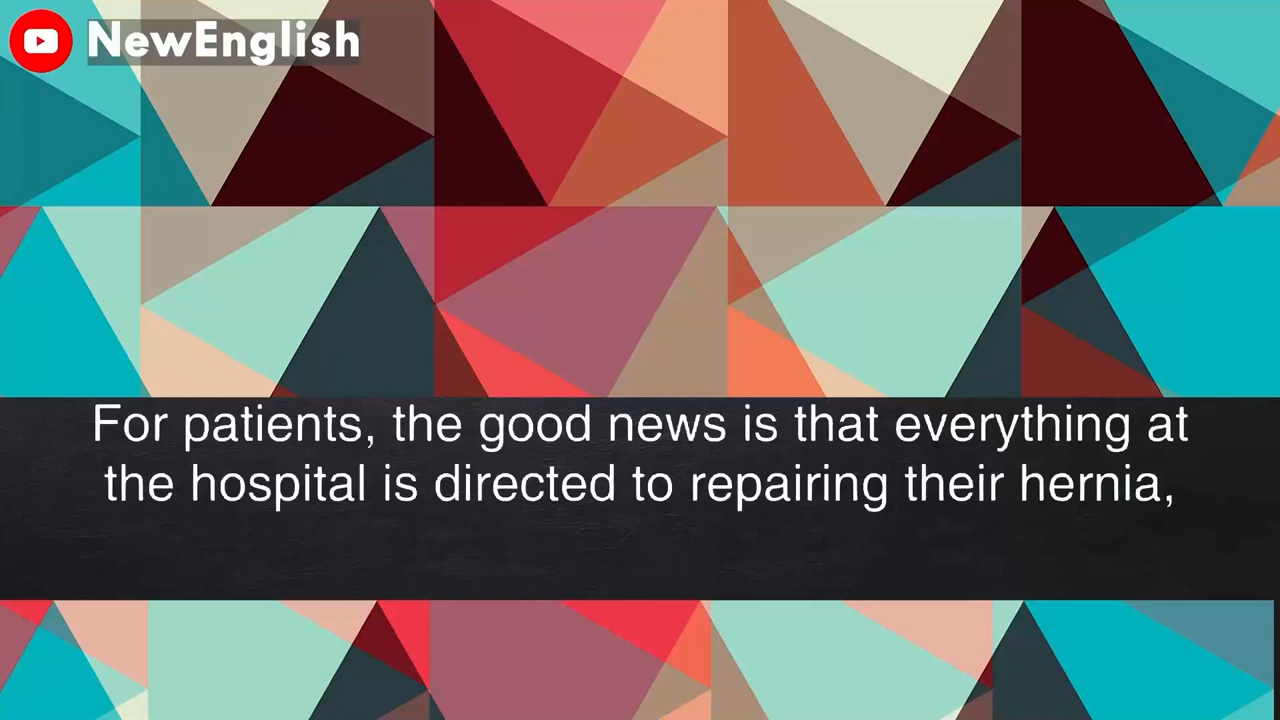 NewEnglish
For patients, the good news is that everything at
the hospital is directed to repairing their hernia,